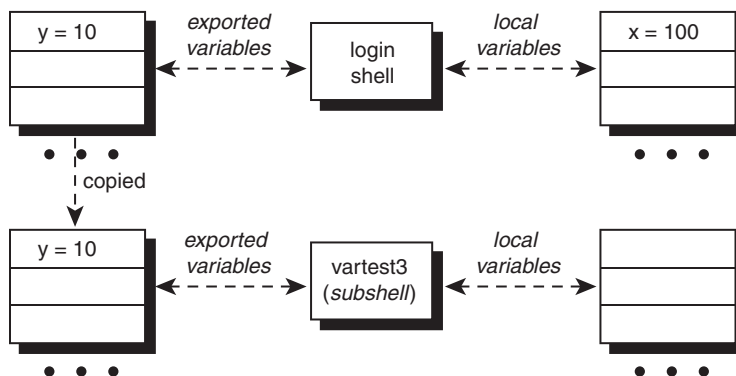 y = 10
exported
variables
login
shell
local
variables
x = 100
copied
y = 10
exported
variables
vartest3
(subshell)
local
variables